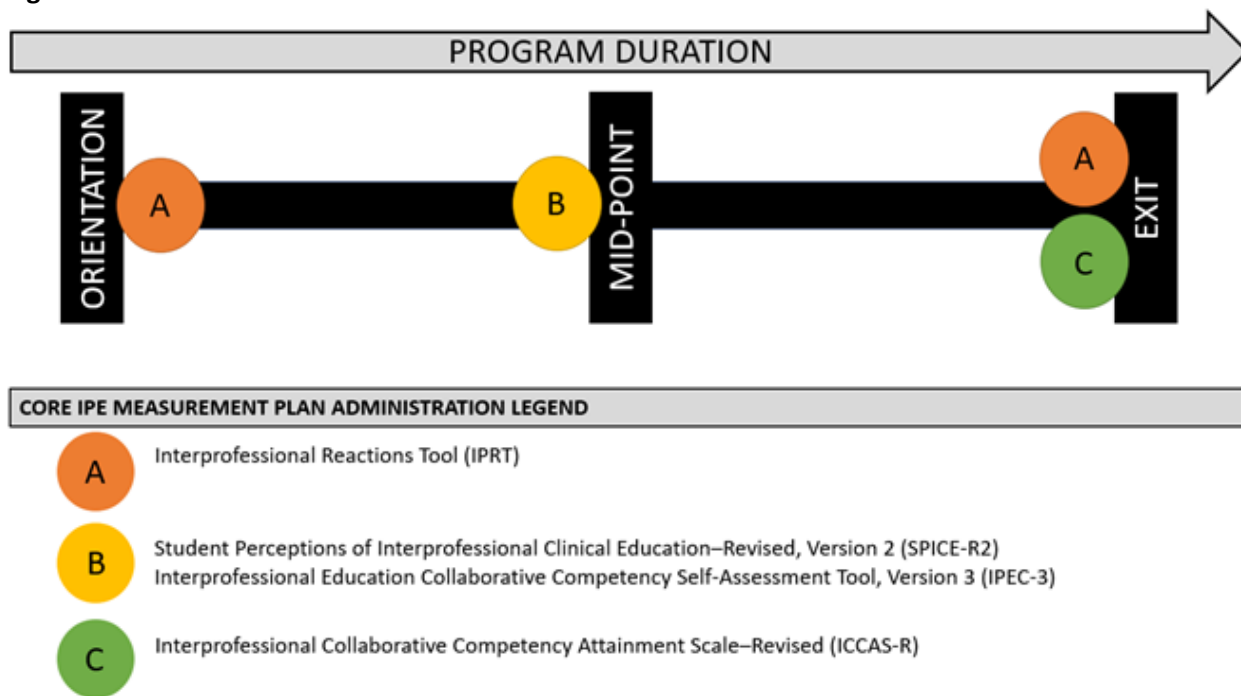 PROGRAM DURATION
ORIENTATION
A
B
MID-POINT
A
C
EXIT
CORE IPE MEASUREMENT PLAN ADMINISTRATION LEGEND
A
Interprofessional Reactions Tool (IPRT)
B
Student Perceptions of Interprofessional Clinical Education–Revised, Version 2 (SPICE-R2)
Interprofessional Education Collaborative Competency Self-Assessment Tool, Version 3 (IPEC-3)
C
Interprofessional Collaborative Competency Attainment Scale–Revised (ICCAS-R)